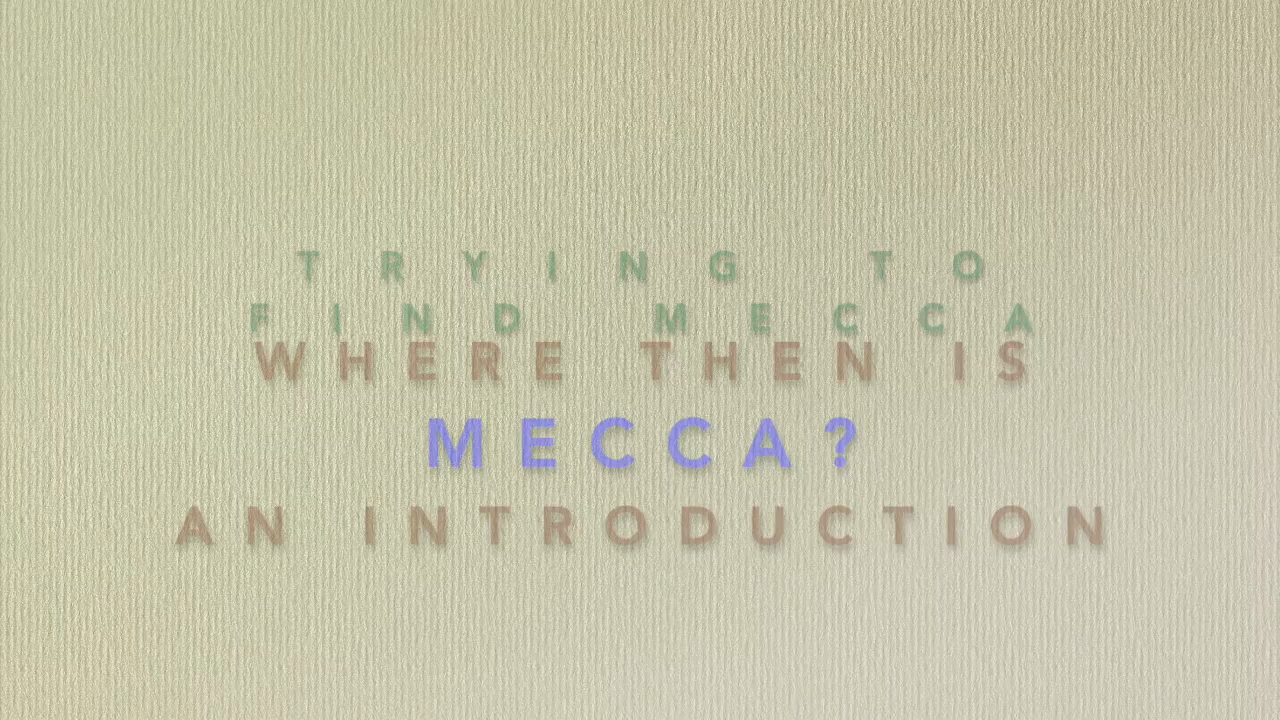 TRYING TO
FIND MECCA
WHERE THEN IS
MECCA?
AN INTRODUCTION